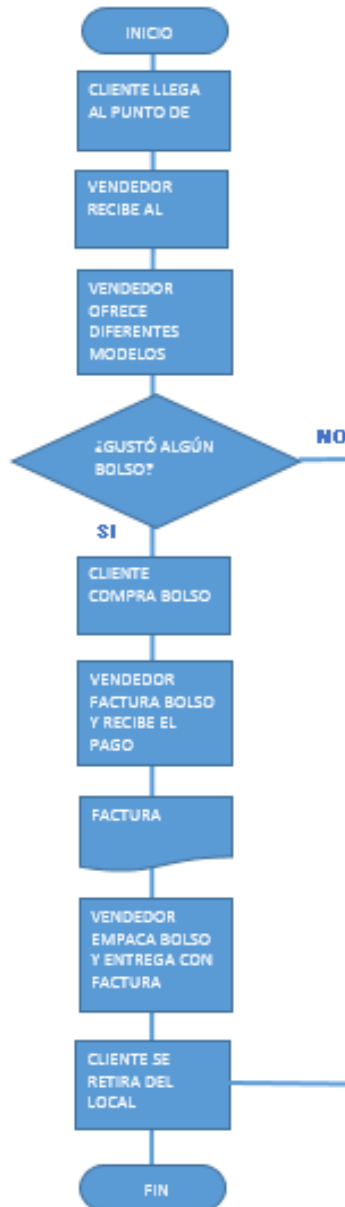 INICIO
CLIENTE LLEGA
AL PUNTO DE
VENDEDOR
RECIBE AL
VENDEDOR
OFRECE
DIFERENTES
MODELOS
¿GUSTÓ ALGÚN
BOLSO?
NO
SI
CLIENTE
COMPRA BOLSO
VENDEDOR
FACTURA BOLSO
Y RECIBE EL
PAGO
FACTURA
VENDEDOR
EMPACA BOLSO
Y ENTREGA CON
FACTURA
CLIENTE SE
RETIRA DEL
LOCAL
FIN